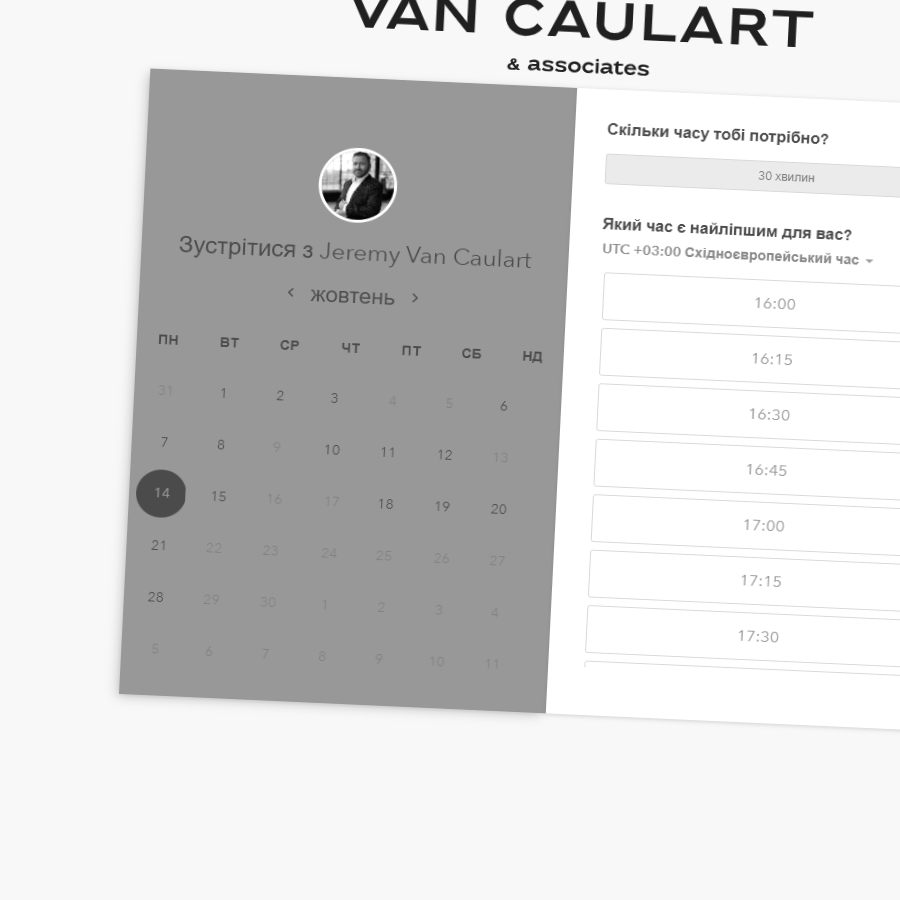 VAN CAULART
& associates
Зустрітися з Jeremy Van Caulart
жовтень
ПН ВТ СР ЧТ ПТ СБ НД
31 1 2 3 4 5 6
7 8 9 10 11 12 13
14 15 16 17 18 19 20
21 22 23 24 25 26 27
28 29 30 1 2 3 4
5 6 7 8 9 10 11
Скільки часу тобі потрібно?
30 хвилин
Який час є найліпшим для вас?
UTC +03:00 Східноєвропейський час
16:00
16:15
16:30
16:45
17:00
17:15
17:30